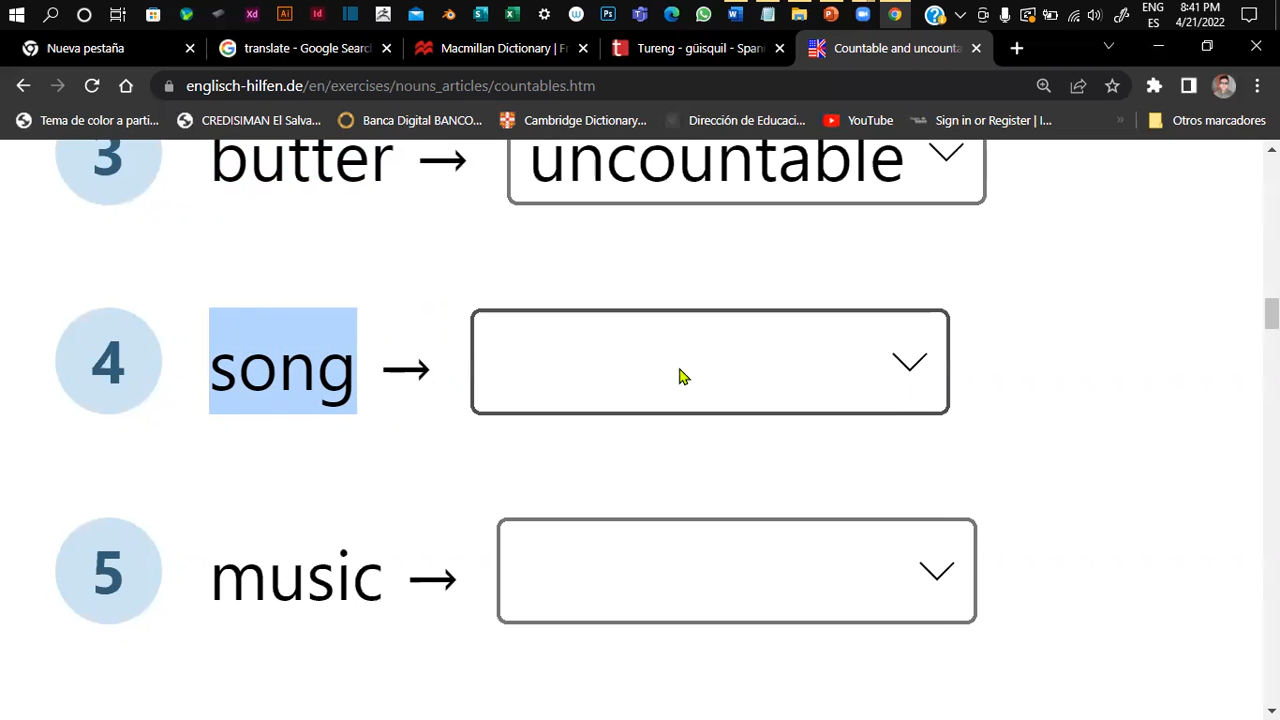 ENG
8:41 PM
ES
4/21/2022
Nueva pestaña
translate - Google Searc
Macmillan Dictionary | F
Tureng - güisquil - Span
Countable and uncounta
englisch-hilfen.de/en/exercises/nouns_articles/countables.htm
Tema de color a parti...
CREDISIMAN El Salva...
Banca Digital BANCO...
Cambridge Dictionary...
Dirección de Educaci...
YouTube
Sign in or Register | I...
Otros marcadores
3 butter → uncountable
4 song →
5 music →